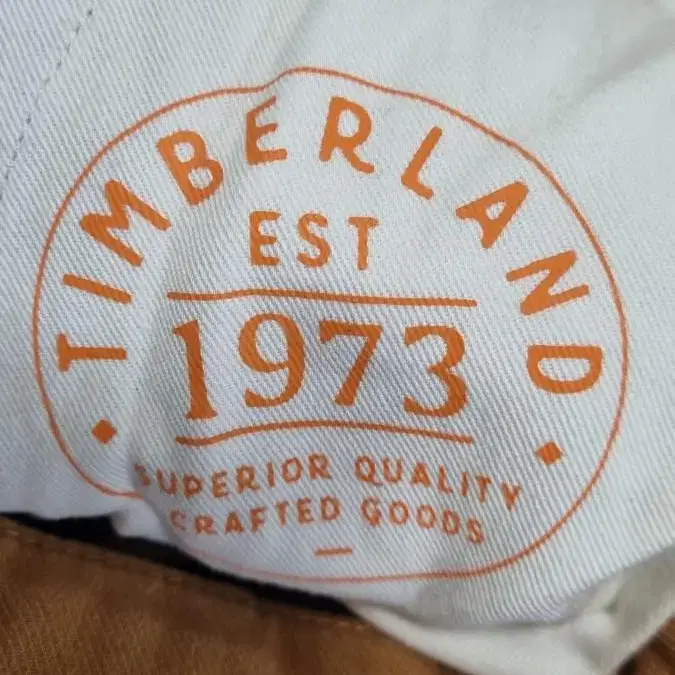 TIMBERLAND
EST
1973
SUPERIOR QUALITY
CRAFTED GOODS